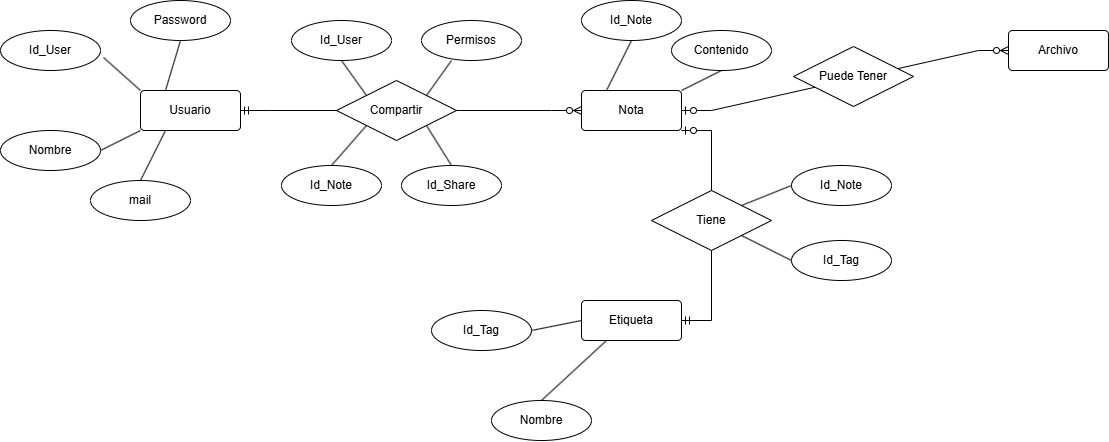 Password
Id_Note
Id_User
Permisos
Id_User
Contenido
Archivo
Puede Tener
Usuario
Compartir
Nota
Nombre
Id_Note
Id_Share
Id_Note
mail
Tiene
Id_Tag
Etiqueta
Id_Tag
Nombre